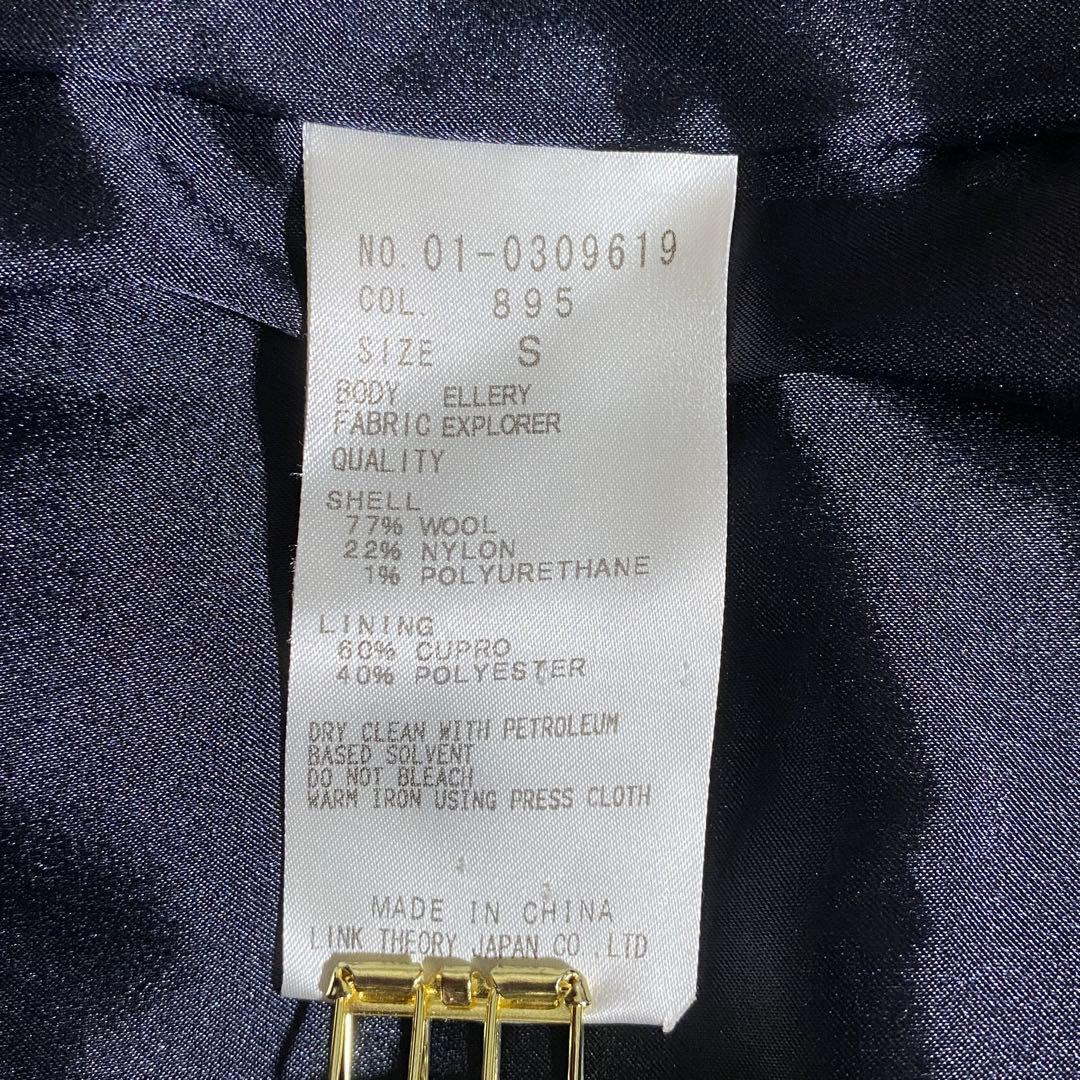 NO. 01-0309619
COL. 895
SIZE S
BODY ELLERY
FABRIC EXPLORER
QUALITY
SHELL
77% WOOL
22% NYLON
1% POLYURETHANE
LINING
60% CUPRO
40% POLYESTER
DRY CLEAN WITH PETROLEUM
BASED SOLVENT
DO NOT BLEACH
WARM IRON USING PRESS CLOTH
MADE IN CHINA
LINK THEORY JAPAN CO.,LTD